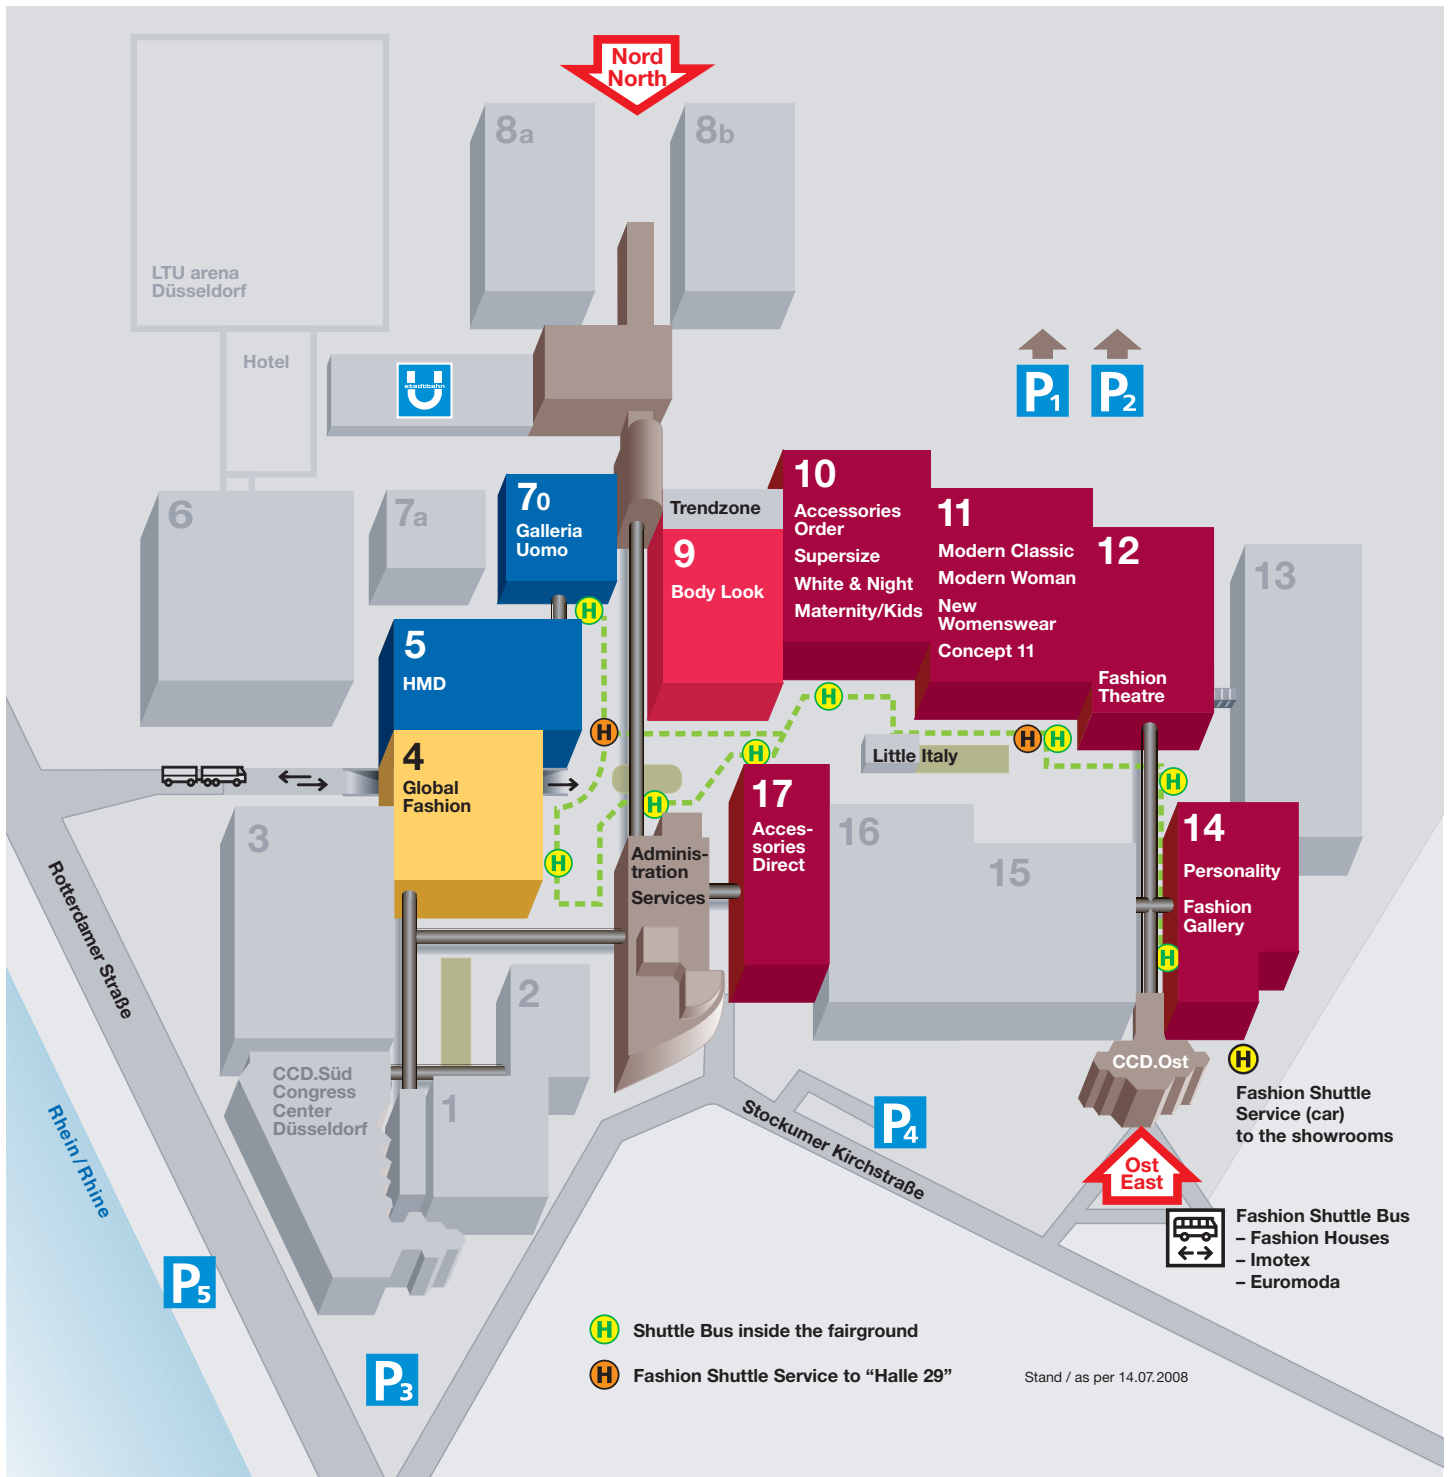 Nord
North
8a
8b
LTU arena
Düsseldorf
Hotel
stadtbahn
U
P1
P2
6
7a
70
Galleria
Uomo
Trendzone
9
Body Look
10
Accessories
Order
Supersize
White & Night
Maternity/Kids
11
Modern Classic
Modern Woman
New
Womenswear
Concept 11
12
Fashion
Theatre
13
5
HMD
H
H
H
H
H
H
H
H
H
H
4
Global
Fashion
Little Italy
3
17
Acces-
sories
Direct
16
15
14
Personality
Fashion
Gallery
Adminis-
tration
Services
Rotterdamer Straße
2
CCD.Süd
Congress
Center
Düsseldorf
1
CCD.Ost
H
Fashion Shuttle
Service (car)
to the showrooms
P4
Stockumer Kirchstraße
Rhein / Rhine
Ost
East
Fashion Shuttle Bus
– Fashion Houses
– Imotex
– Euromoda
P5
P3
H Shuttle Bus inside the fairground
H Fashion Shuttle Service to “Halle 29”
Stand / as per 14.07.2008